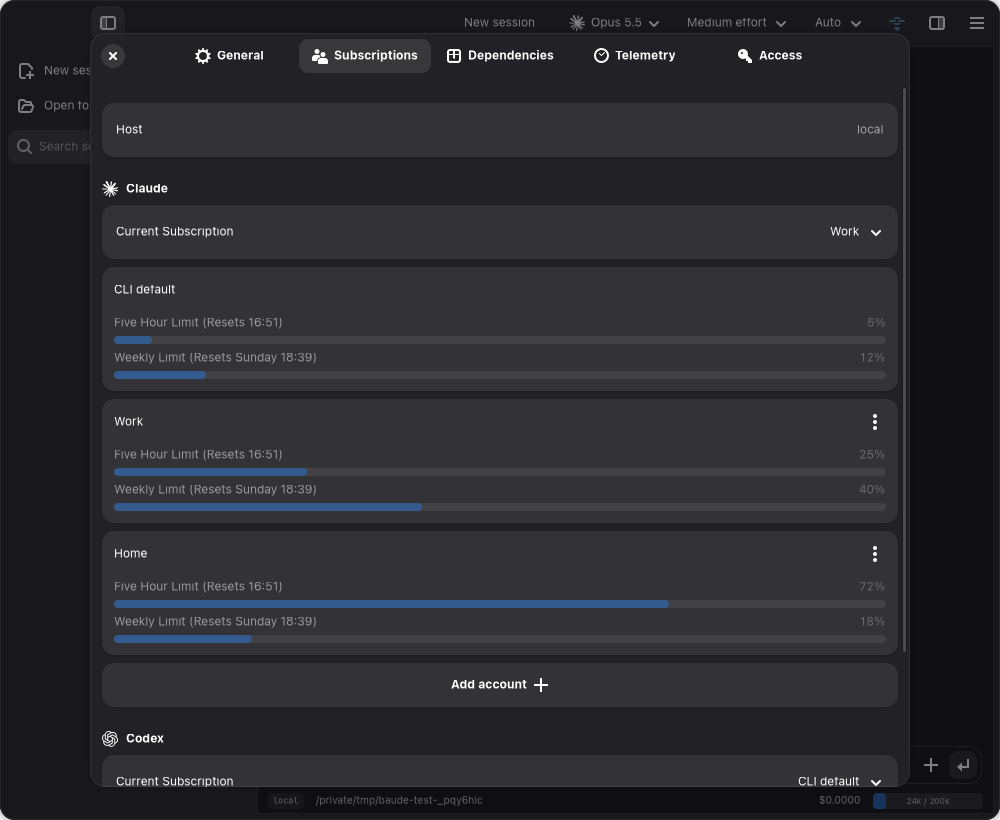 New session Opus 5.5 Medium effort Auto
General Subscriptions Dependencies Telemetry Access
New ses
Open to
Search se
Host local
Claude
Current Subscription Work
CLI default
Five Hour Limit (Resets 16:51) 5%
Weekly Limit (Resets Sunday 18:39) 12%
Work
Five Hour Limit (Resets 16:51) 25%
Weekly Limit (Resets Sunday 18:39) 40%
Home
Five Hour Limit (Resets 16:51) 72%
Weekly Limit (Resets Sunday 18:39) 18%
Add account
Codex
Current Subscription CLI default
local /private/tmp/baude-test-_pqy6hic $0.0000 24k / 200k